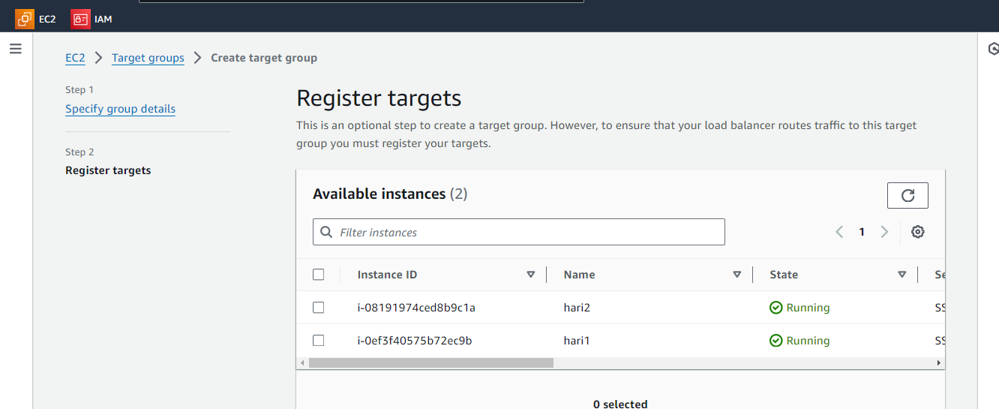 EC2 IAM
EC2 > Target groups > Create target group
Step 1
Specify group details
Step 2
Register targets
Register targets
This is an optional step to create a target group. However, to ensure that your load balancer routes traffic to this target
group you must register your targets.
Available instances (2)
Filter instances
1
Instance ID Name State
i-08191974ced8b9c1a hari2 Running
i-0ef3f40575b72ec9b hari1 Running
0 selected